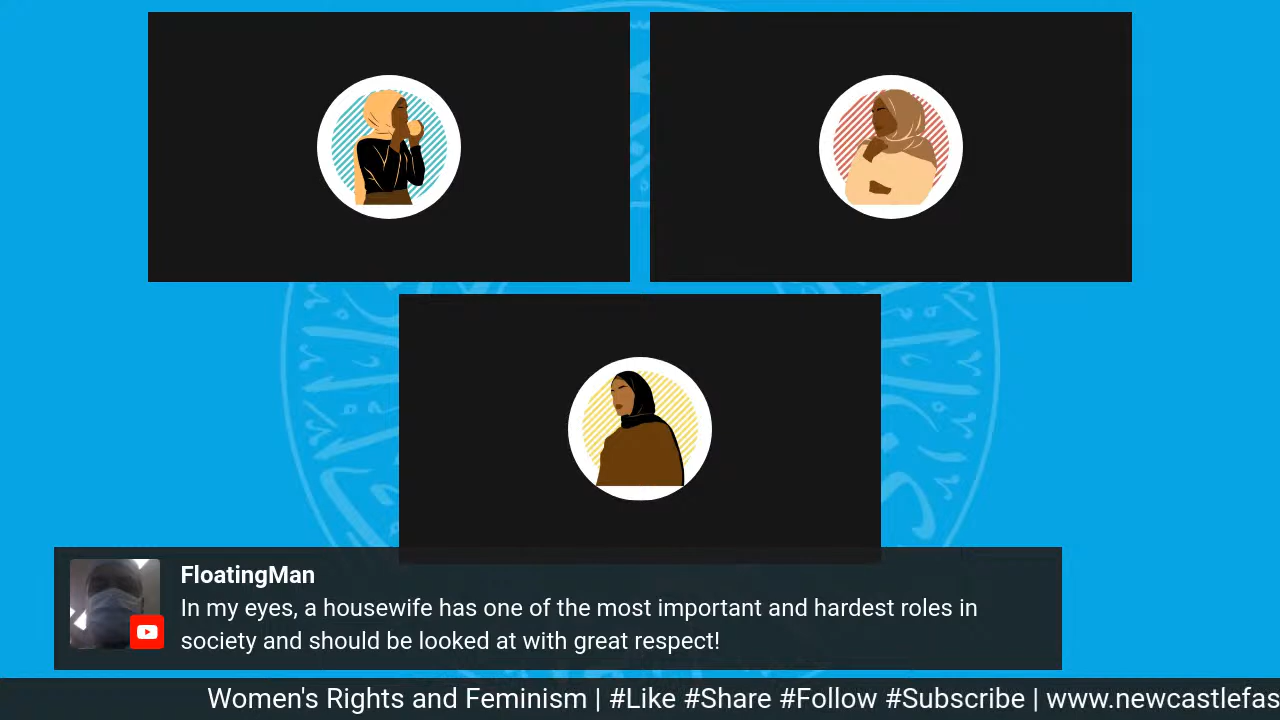 FloatingMan
In my eyes, a housewife has one of the most important and hardest roles in
society and should be looked at with great respect!
Women's Rights and Feminism | #Like #Share #Follow #Subscribe | www.newcastlefas